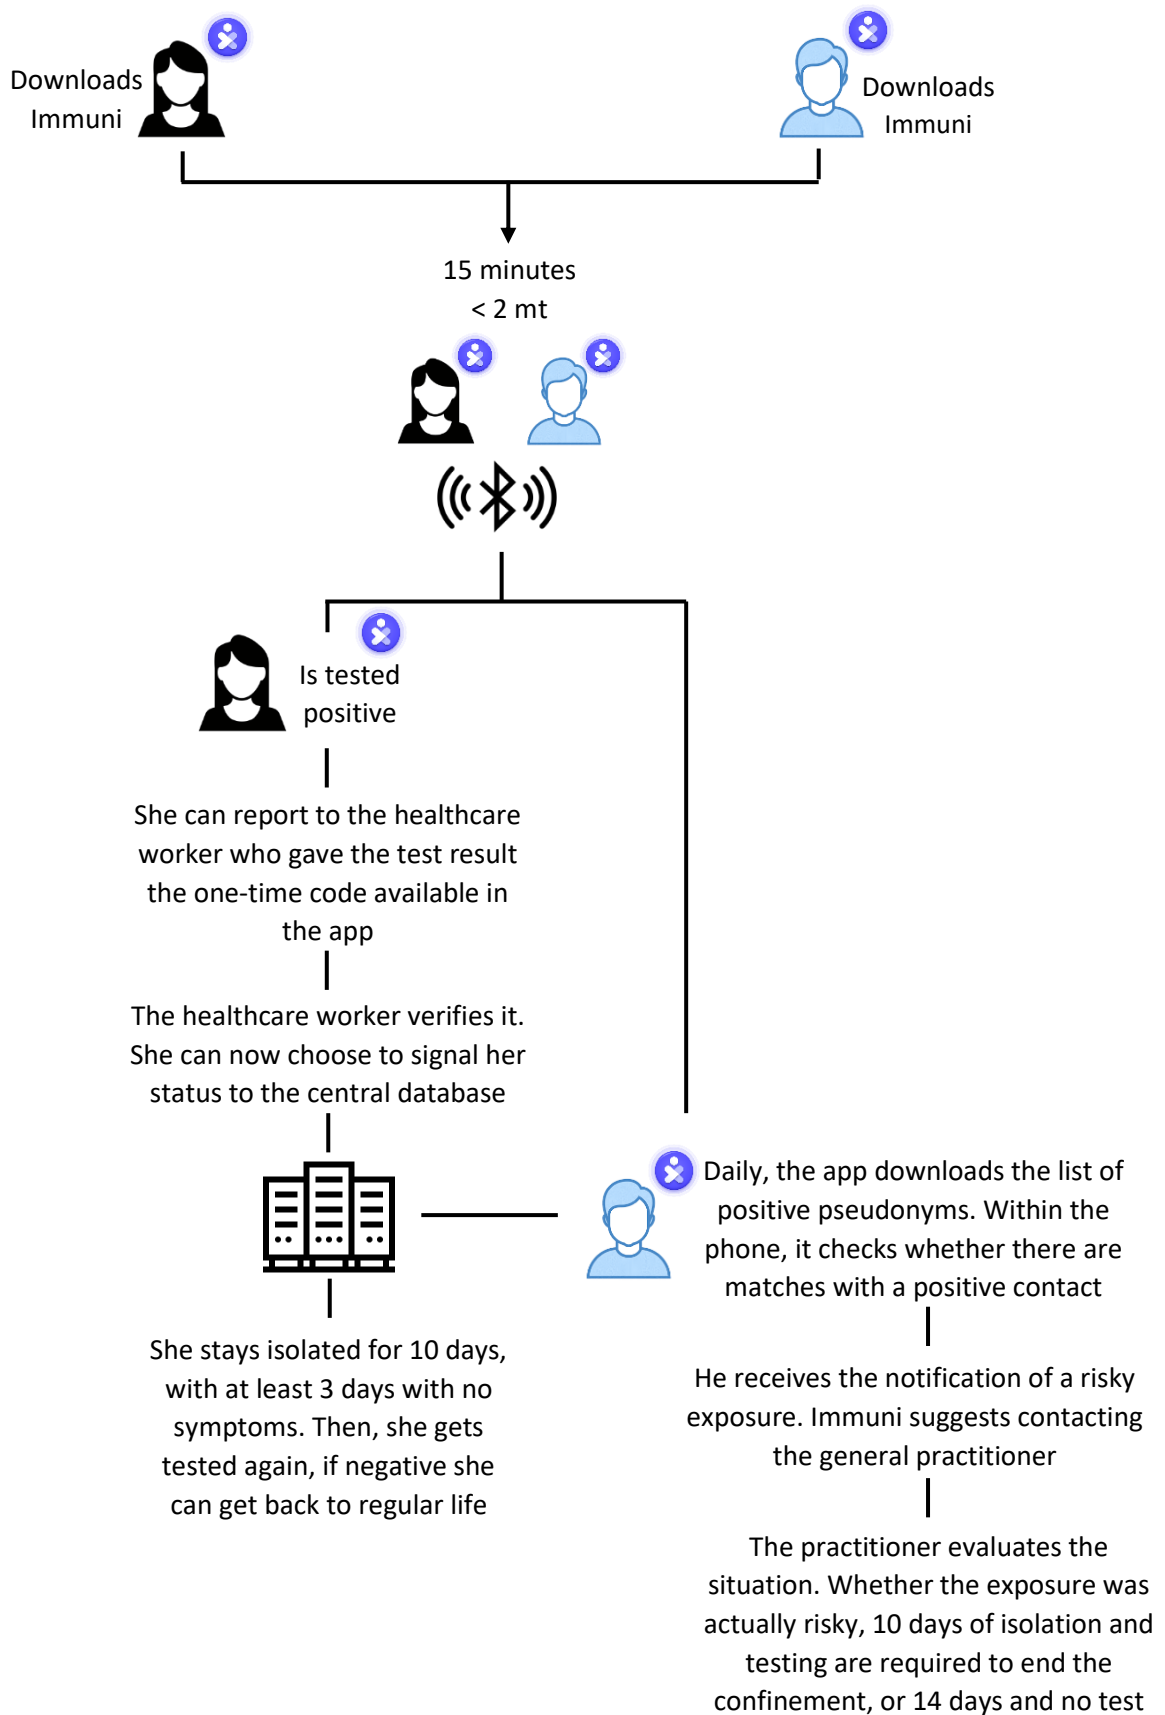 Downloads
Immuni
Downloads
Immuni
15 minutes
< 2 mt
Is tested
positive
She can report to the healthcare
worker who gave the test result
the one-time code available in
the app
The healthcare worker verifies it.
She can now choose to signal her
status to the central database
Daily, the app downloads the list of
positive pseudonyms. Within the
phone, it checks whether there are
matches with a positive contact
She stays isolated for 10 days,
with at least 3 days with no
symptoms. Then, she gets
tested again, if negative she
can get back to regular life
He receives the notification of a risky
exposure. Immuni suggests contacting
the general practitioner
The practitioner evaluates the
situation. Whether the exposure was
actually risky, 10 days of isolation and
testing are required to end the
confinement, or 14 days and no test